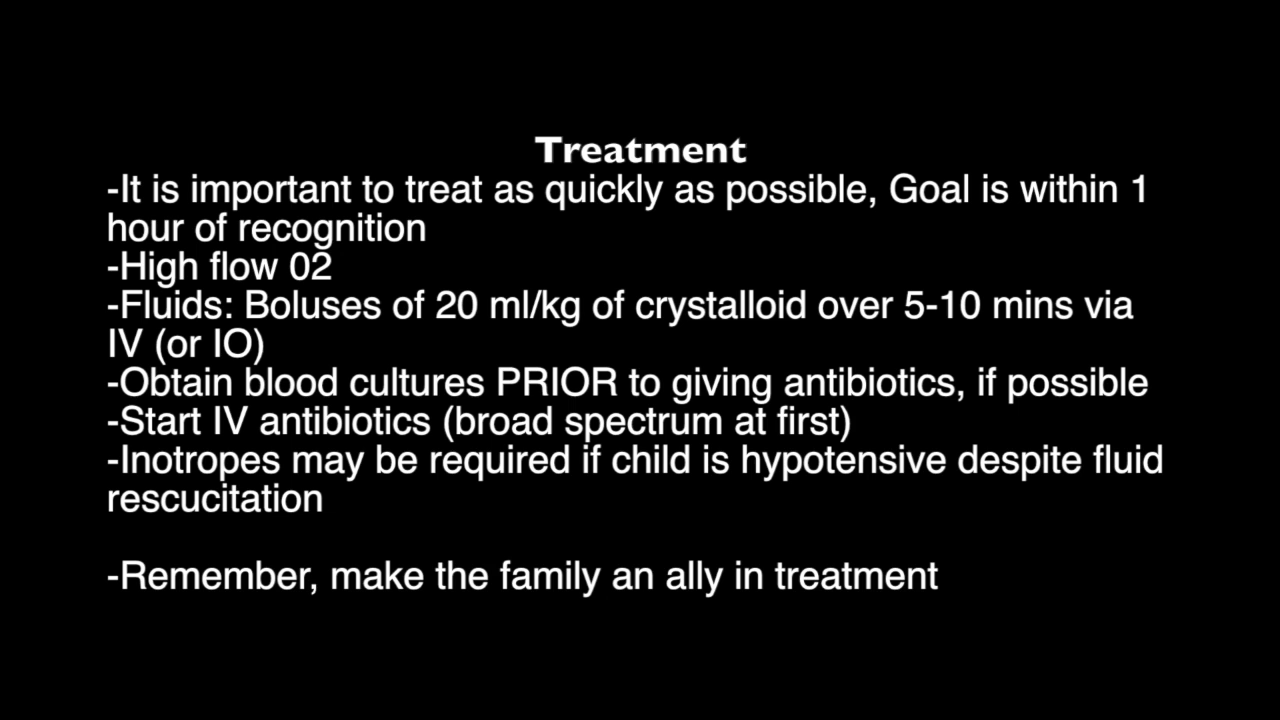 Treatment
-It is important to treat as quickly as possible, Goal is within 1
hour of recognition
-High flow 02
-Fluids: Boluses of 20 ml/kg of crystalloid over 5-10 mins via
IV (or IO)
-Obtain blood cultures PRIOR to giving antibiotics, if possible
-Start IV antibiotics (broad spectrum at first)
-Inotropes may be required if child is hypotensive despite fluid
rescucitation
-Remember, make the family an ally in treatment